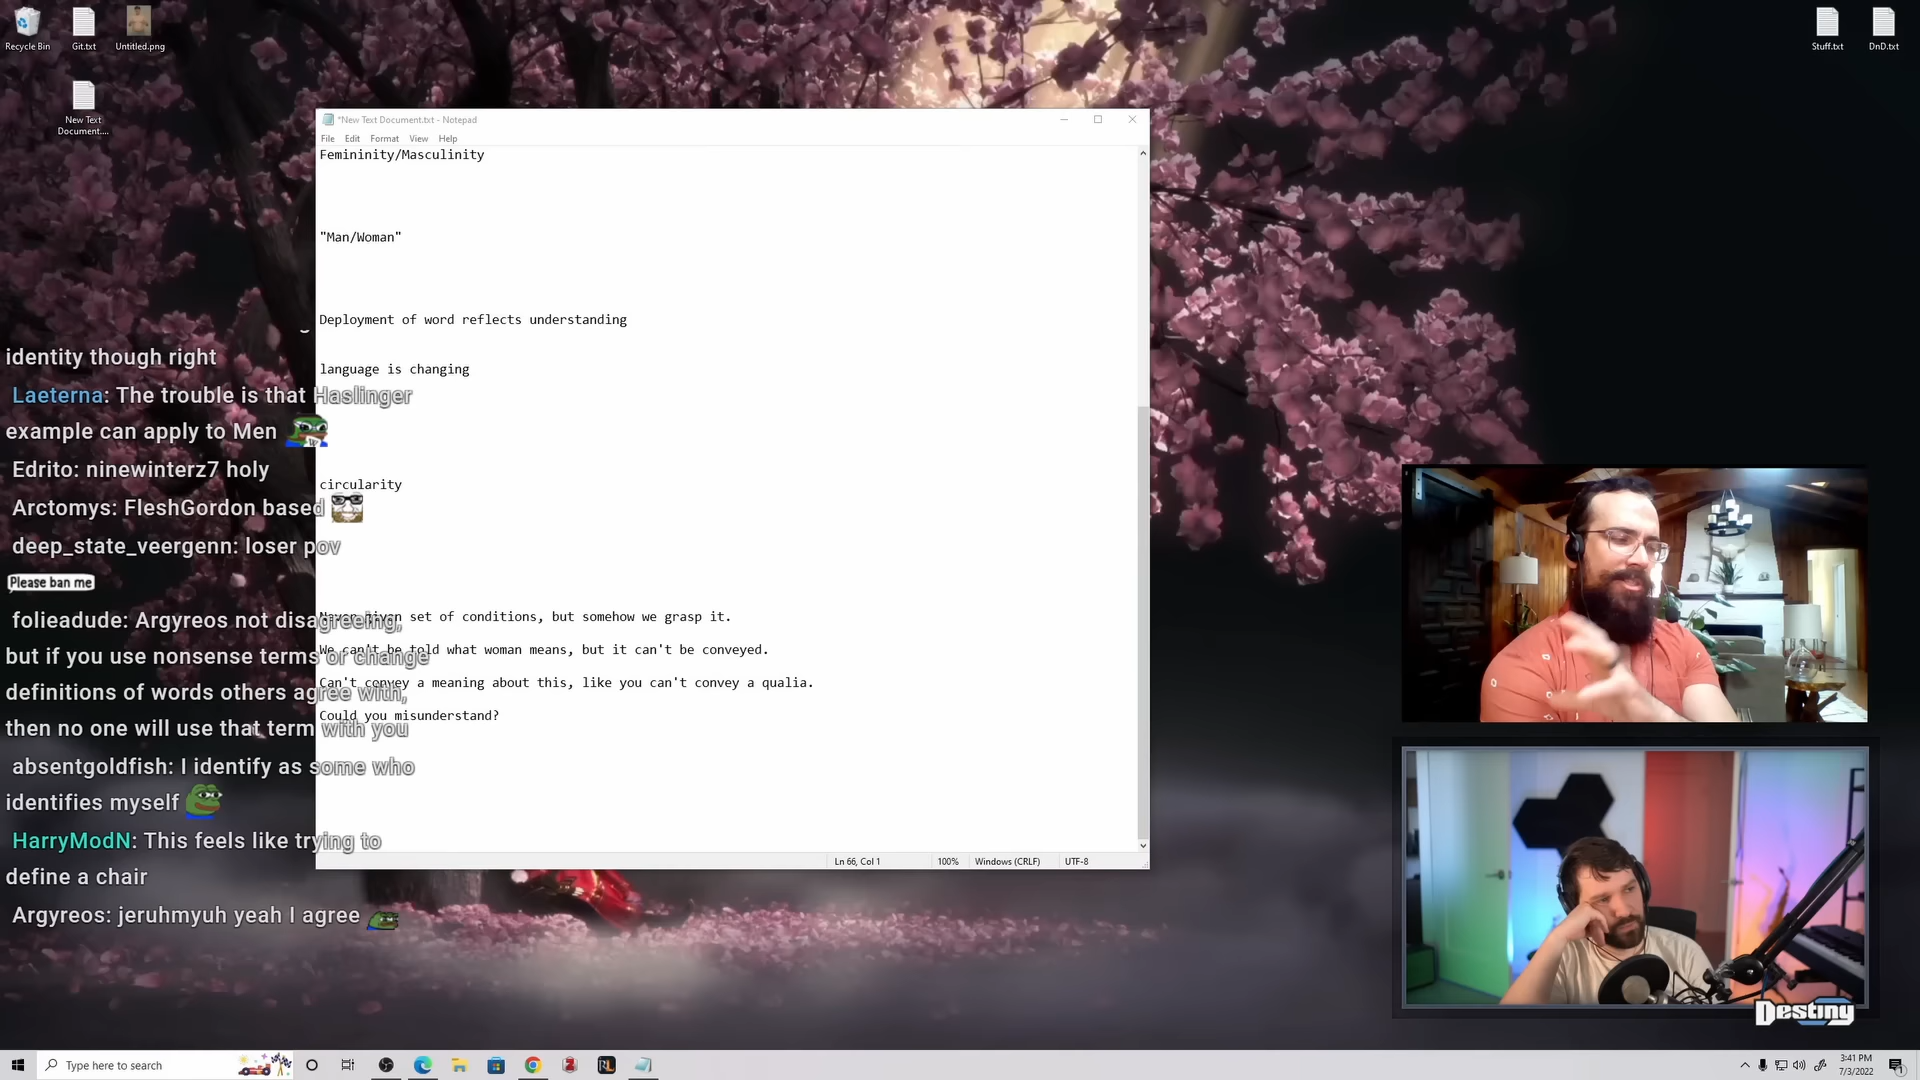 Recycle Bin
Git.txt
Untitled.png
New Text
Document....
Stuff.txt
DnD.txt
*New Text Document.txt - Notepad
File Edit Format View Help
Femininity/Masculinity
"Man/Woman"
Deployment of word reflects understanding
language is changing
circularity
Never given set of conditions, but somehow we grasp it.
We can't be told what woman means, but it can't be conveyed.
Can't convey a meaning about this, like you can't convey a qualia.
Could you misunderstand?
Ln 66, Col 1 100% Windows (CRLF) UTF-8
identity though right
Laeterna: The trouble is that Haslinger
example can apply to Men
Edrito: ninewinterz7 holy
Arctomys: FleshGordon based
deep_state_veergenn: loser pov
Please ban me
folieadude: Argyreos not disagreeing,
but if you use nonsense terms or change
definitions of words others agree with,
then no one will use that term with you
absentgoldfish: I identify as some who
identifies myself
HarryModN: This feels like trying to
define a chair
Argyreos: jeruhmyuh yeah I agree
Destiny
Type here to search
3:41 PM
7/3/2022